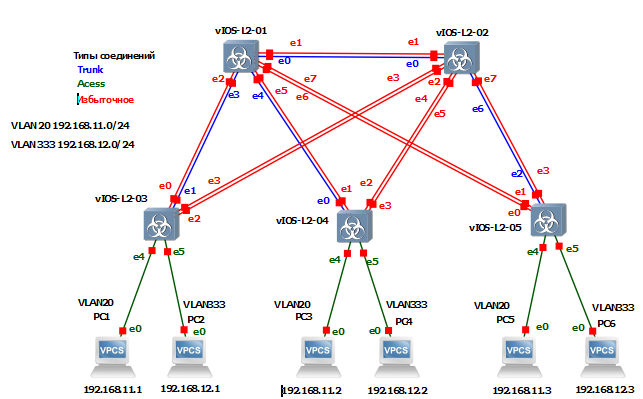 vIOS-L2-01
vIOS-L2-02
Типы соединений
Trunk
Acess
Избыточное
VLAN20 192.168.11.0/24
VLAN333 192.168.12.0/24
e1
e1
e0
e0
e2
e3
e4
e5
e7
e6
e3
e2
e4
e5
e7
e6
e0
e1
e3
e2
e1
e0
e2
e3
e3
e2
e1
e0
vIOS-L2-03
vIOS-L2-04
vIOS-L2-05
e4
e5
e4
e5
e4
e5
VLAN20
PC1
VLAN333
PC2
VLAN20
PC3
VLAN333
PC4
VLAN20
PC5
VLAN333
PC6
e0
e0
e0
e0
e0
e0
VPCS
VPCS
VPCS
VPCS
VPCS
VPCS
192.168.11.1
192.168.12.1
192.168.11.2
192.168.12.2
192.168.11.3
192.168.12.3